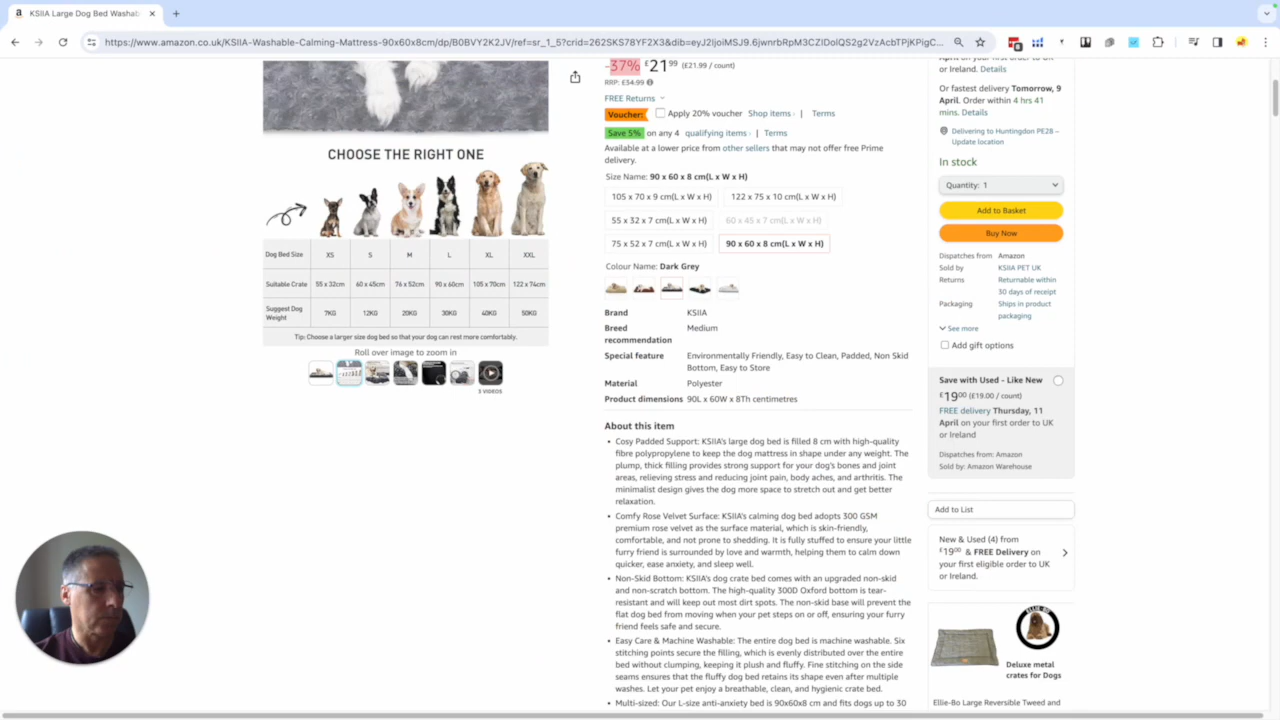 KSIIA Large Dog Bed Washab
https://www.amazon.co.uk/KSIIA-Washable-Calming-Mattress-90x60x8cm/dp/B0BVY2K2JV/ref=sr_1_5?crid=262SKS78YF2X3&dib=eyJ2IjoiMSJ9.6jwnrbRpM3CZIDolQS2g2VzAcbTPjKPigC...
CHOOSE THE RIGHT ONE
Dog Bed Size XS S M L XL XXL
Suitable Crate 55 x 32cm 60 x 45cm 76 x 52cm 90 x 60cm 105 x 70cm 122 x 74cm
Suggest Dog Weight 7KG 12KG 20KG 30KG 40KG 50KG
Tip: Choose a larger size dog bed so that your dog can rest more comfortably.
Roll over image to zoom in
3 VIDEOS
-37% £21⁹⁹ (£21.99 / count)
RRP: £34.99
FREE Returns
Voucher: Apply 20% voucher Shop items › | Terms
Save 5% on any 4 qualifying items › | Terms
Available at a lower price from other sellers that may not offer free Prime
delivery.
Size Name: 90 x 60 x 8 cm(L x W x H)
105 x 70 x 9 cm(L x W x H) 122 x 75 x 10 cm(L x W x H)
55 x 32 x 7 cm(L x W x H) 60 x 45 x 7 cm(L x W x H)
75 x 52 x 7 cm(L x W x H) 90 x 60 x 8 cm(L x W x H)
Colour Name: Dark Grey
Brand KSIIA
Breed recommendation Medium
Special feature Environmentally Friendly, Easy to Clean, Padded, Non Skid
Bottom, Easy to Store
Material Polyester
Product dimensions 90L x 60W x 8Th centimetres
About this item
• Cosy Padded Support: KSIIA's large dog bed is filled 8 cm with high-quality
fibre polypropylene to keep the dog mattress in shape under any weight. The
plump, thick filling provides strong support for your dog's bones and joint
areas, relieving stress and reducing joint pain, body aches, and arthritis. The
minimalist design gives the dog more space to stretch out and get better
relaxation.
• Comfy Rose Velvet Surface: KSIIA's calming dog bed adopts 300 GSM
premium rose velvet as the surface material, which is skin-friendly,
comfortable, and not prone to shedding. It is fully stuffed to ensure your little
furry friend is surrounded by love and warmth, helping them to calm down
quicker, ease anxiety, and sleep well.
• Non-Skid Bottom: KSIIA's dog crate bed comes with an upgraded non-skid
and non-scratch bottom. The high-quality 300D Oxford bottom is tear-
resistant and will keep out most dirt spots. The non-skid base will prevent the
flat dog bed from moving when your pet steps on or off, ensuring your furry
friend feels safe and secure.
• Easy Care & Machine Washable: The entire dog bed is machine washable. Six
stitching points secure the filling, which is evenly distributed over the entire
bed without clumping, keeping it plush and fluffy. Fine stitching on the side
seams ensures that the fluffy dog bed retains its shape even after multiple
washes. Let your pet enjoy a breathable, clean, and hygienic crate bed.
• Multi-sized: Our L-size anti-anxiety bed is 90x60x8 cm and fits dogs up to 30
April on your first order to UK
or Ireland. Details
Or fastest delivery Tomorrow, 9
April. Order within 4 hrs 41
mins. Details
Delivering to Huntingdon PE28 –
Update location
In stock
Quantity: 1
Add to Basket
Buy Now
Dispatches from Amazon
Sold by KSIIA PET UK
Returns Returnable within
30 days of receipt
Packaging Ships in product
packaging
See more
Add gift options
Save with Used - Like New
£19⁰⁰ (£19.00 / count)
FREE delivery Thursday, 11
April on your first order to UK
or Ireland
Dispatches from: Amazon
Sold by: Amazon Warehouse
Add to List
New & Used (4) from
£19⁰⁰ & FREE Delivery on
your first eligible order to UK
or Ireland.
Deluxe metal
crates for Dogs
Ellie-Bo Large Reversible Tweed and